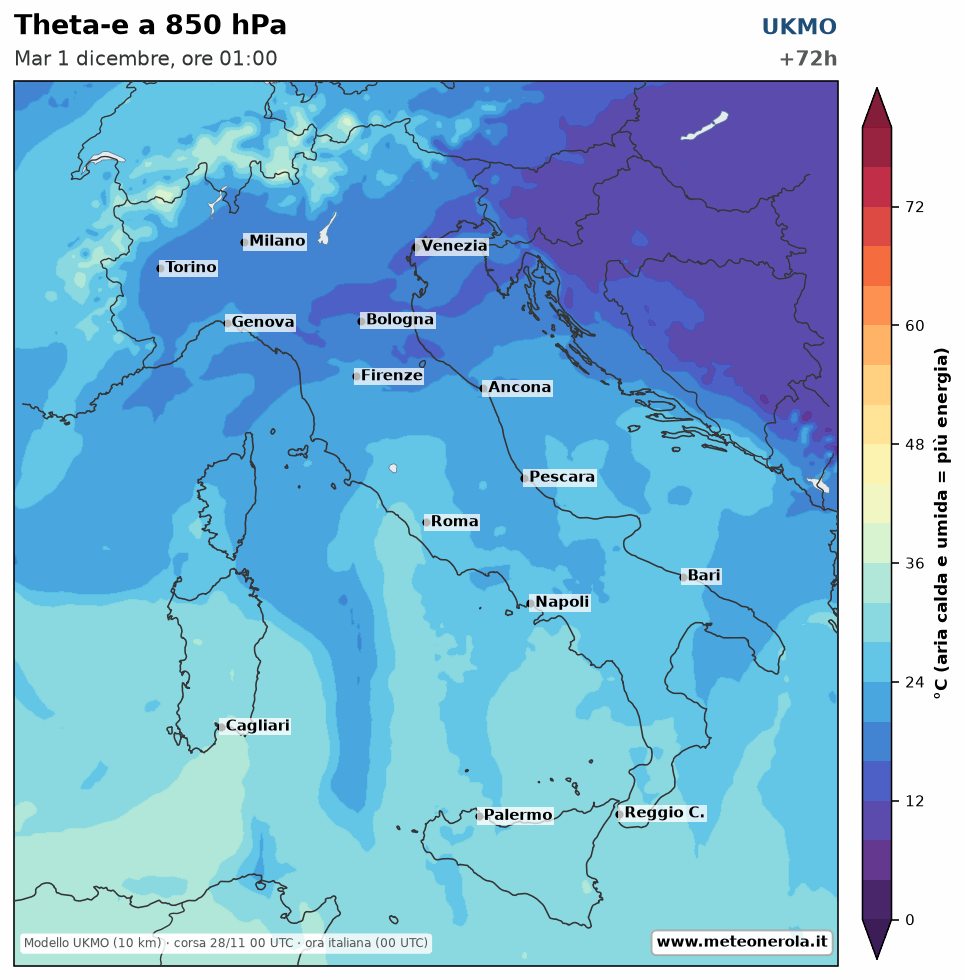 Theta-e a 850 hPa
UKMO
Mar 1 dicembre, ore 01:00
+72h
Milano
Venezia
Torino
Genova
Bologna
Firenze
Ancona
Pescara
Roma
Bari
Napoli
Cagliari
Palermo
Reggio C.
72
60
48
36
24
12
0
°C (aria calda e umida = più energia)
Modello UKMO (10 km) · corsa 28/11 00 UTC · ora italiana (00 UTC)
www.meteonerola.it